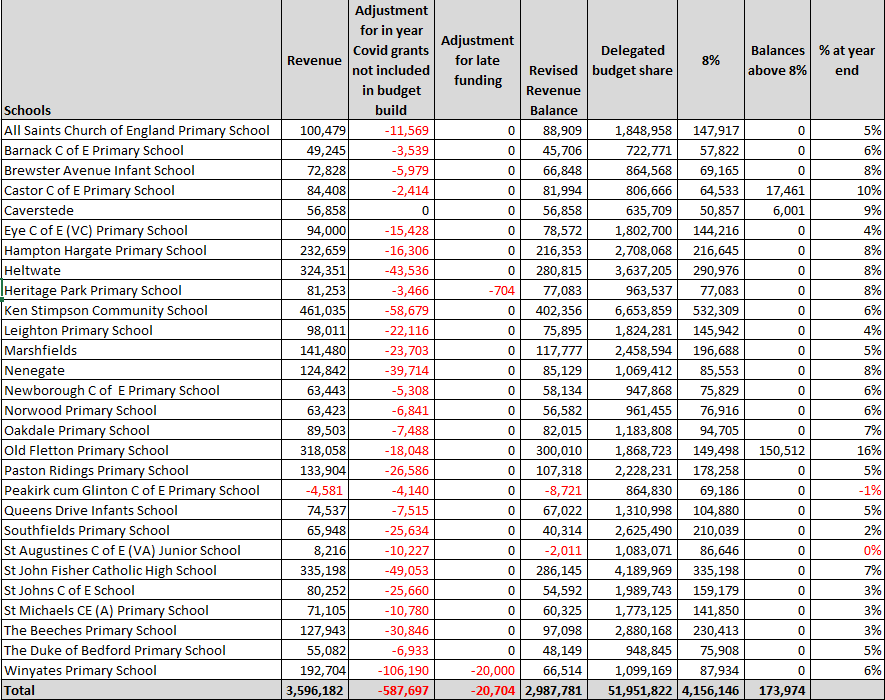 Schools Revenue Adjustment for in year Covid grants not included in budget build Adjustment for late funding Revised Revenue Balance Delegated budget share 8% Balances above 8% % at year end
All Saints Church of England Primary School 100,479 -11,569 0 88,909 1,848,958 147,917 0 5%
Barnack C of E Primary School 49,245 -3,539 0 45,706 722,771 57,822 0 6%
Brewster Avenue Infant School 72,828 -5,979 0 66,848 864,568 69,165 0 8%
Castor C of E Primary School 84,408 -2,414 0 81,994 806,666 64,533 17,461 10%
Caverstede 56,858 0 0 56,858 635,709 50,857 6,001 9%
Eye C of E (VC) Primary School 94,000 -15,428 0 78,572 1,802,700 144,216 0 4%
Hampton Hargate Primary School 232,659 -16,306 0 216,353 2,708,068 216,645 0 8%
Heltwate 324,351 -43,536 0 280,815 3,637,205 290,976 0 8%
Heritage Park Primary School 81,253 -3,466 -704 77,083 963,537 77,083 0 8%
Ken Stimpson Community School 461,035 -58,679 0 402,356 6,653,859 532,309 0 6%
Leighton Primary School 98,011 -22,116 0 75,895 1,824,281 145,942 0 4%
Marshfields 141,480 -23,703 0 117,777 2,458,594 196,688 0 5%
Nenegate 124,842 -39,714 0 85,129 1,069,412 85,553 0 8%
Newborough C of E Primary School 63,443 -5,308 0 58,134 947,868 75,829 0 6%
Norwood Primary School 63,423 -6,841 0 56,582 961,455 76,916 0 6%
Oakdale Primary School 89,503 -7,488 0 82,015 1,183,808 94,705 0 7%
Old Fletton Primary School 318,058 -18,048 0 300,010 1,868,723 149,498 150,512 16%
Paston Ridings Primary School 133,904 -26,586 0 107,318 2,228,231 178,258 0 5%
Peakirk cum Glinton C of E Primary School -4,581 -4,140 0 -8,721 864,830 69,186 0 -1%
Queens Drive Infants School 74,537 -7,515 0 67,022 1,310,998 104,880 0 5%
Southfields Primary School 65,948 -25,634 0 40,314 2,625,490 210,039 0 2%
St Augustines C of E (VA) Junior School 8,216 -10,227 0 -2,011 1,083,071 86,646 0 0%
St John Fisher Catholic High School 335,198 -49,053 0 286,145 4,189,969 335,198 0 7%
St Johns C of E School 80,252 -25,660 0 54,592 1,989,743 159,179 0 3%
St Michaels CE (A) Primary School 71,105 -10,780 0 60,325 1,773,125 141,850 0 3%
The Beeches Primary School 127,943 -30,846 0 97,098 2,880,168 230,413 0 3%
The Duke of Bedford Primary School 55,082 -6,933 0 48,149 948,845 75,908 0 5%
Winyates Primary School 192,704 -106,190 -20,000 66,514 1,099,169 87,934 0 6%
Total 3,596,182 -587,697 -20,704 2,987,781 51,951,822 4,156,146 173,974